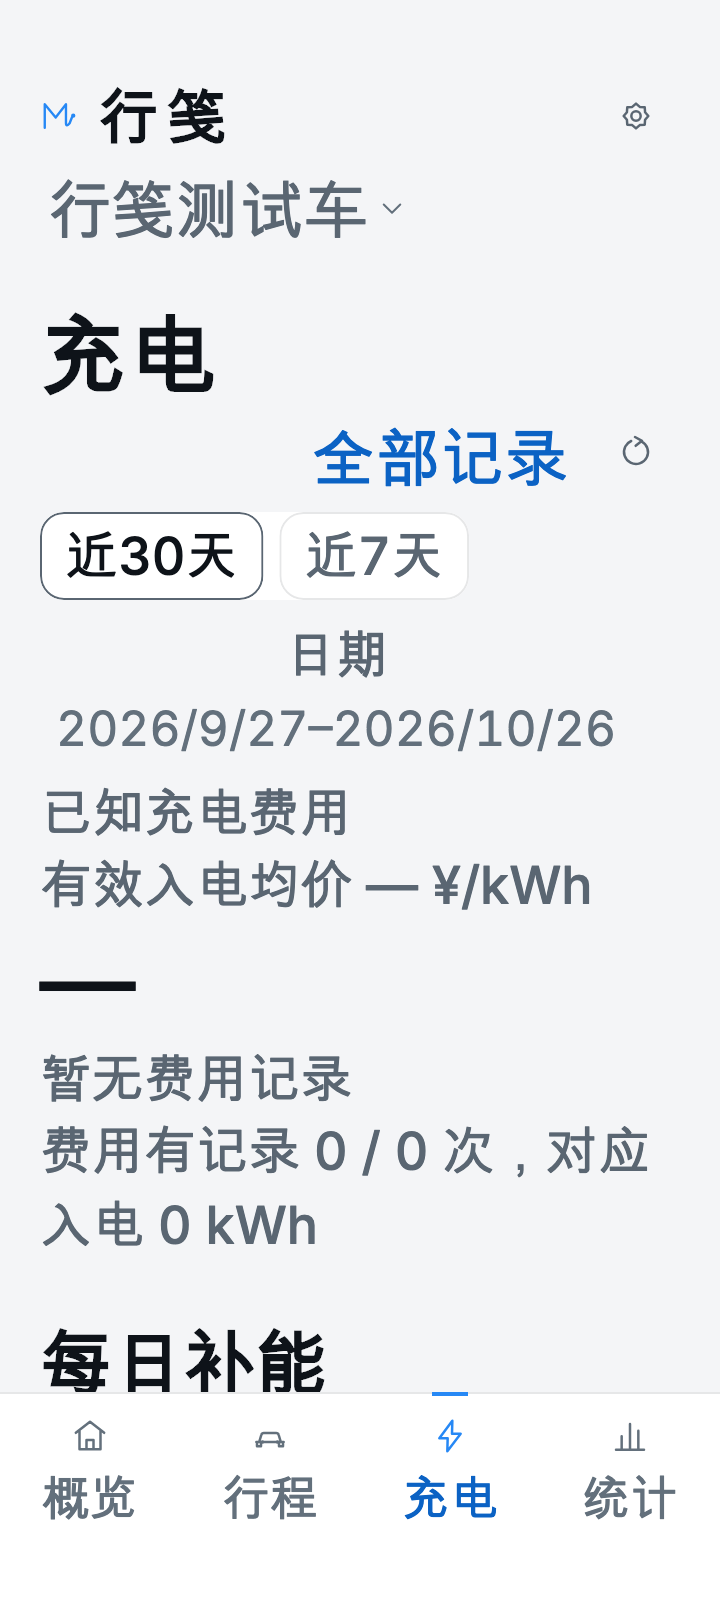 行笺
行笺测试车
充电
全部记录
近30天 近7天
日期
2026/9/27–2026/10/26
已知充电费用
有效入电均价 — ¥/kWh
—
暂无费用记录
费用有记录 0 / 0 次，对应
入电 0 kWh
每日补能
概览 行程 充电 统计